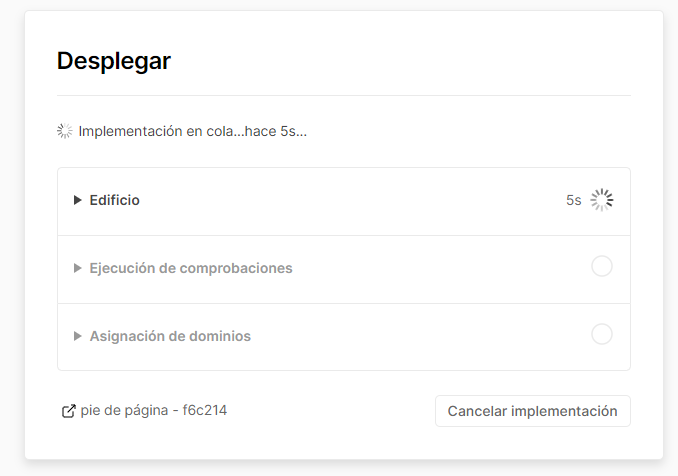 Desplegar
Implementación en cola...hace 5s...
Edificio 5s
Ejecución de comprobaciones
Asignación de dominios
pie de página - f6c214 Cancelar implementación